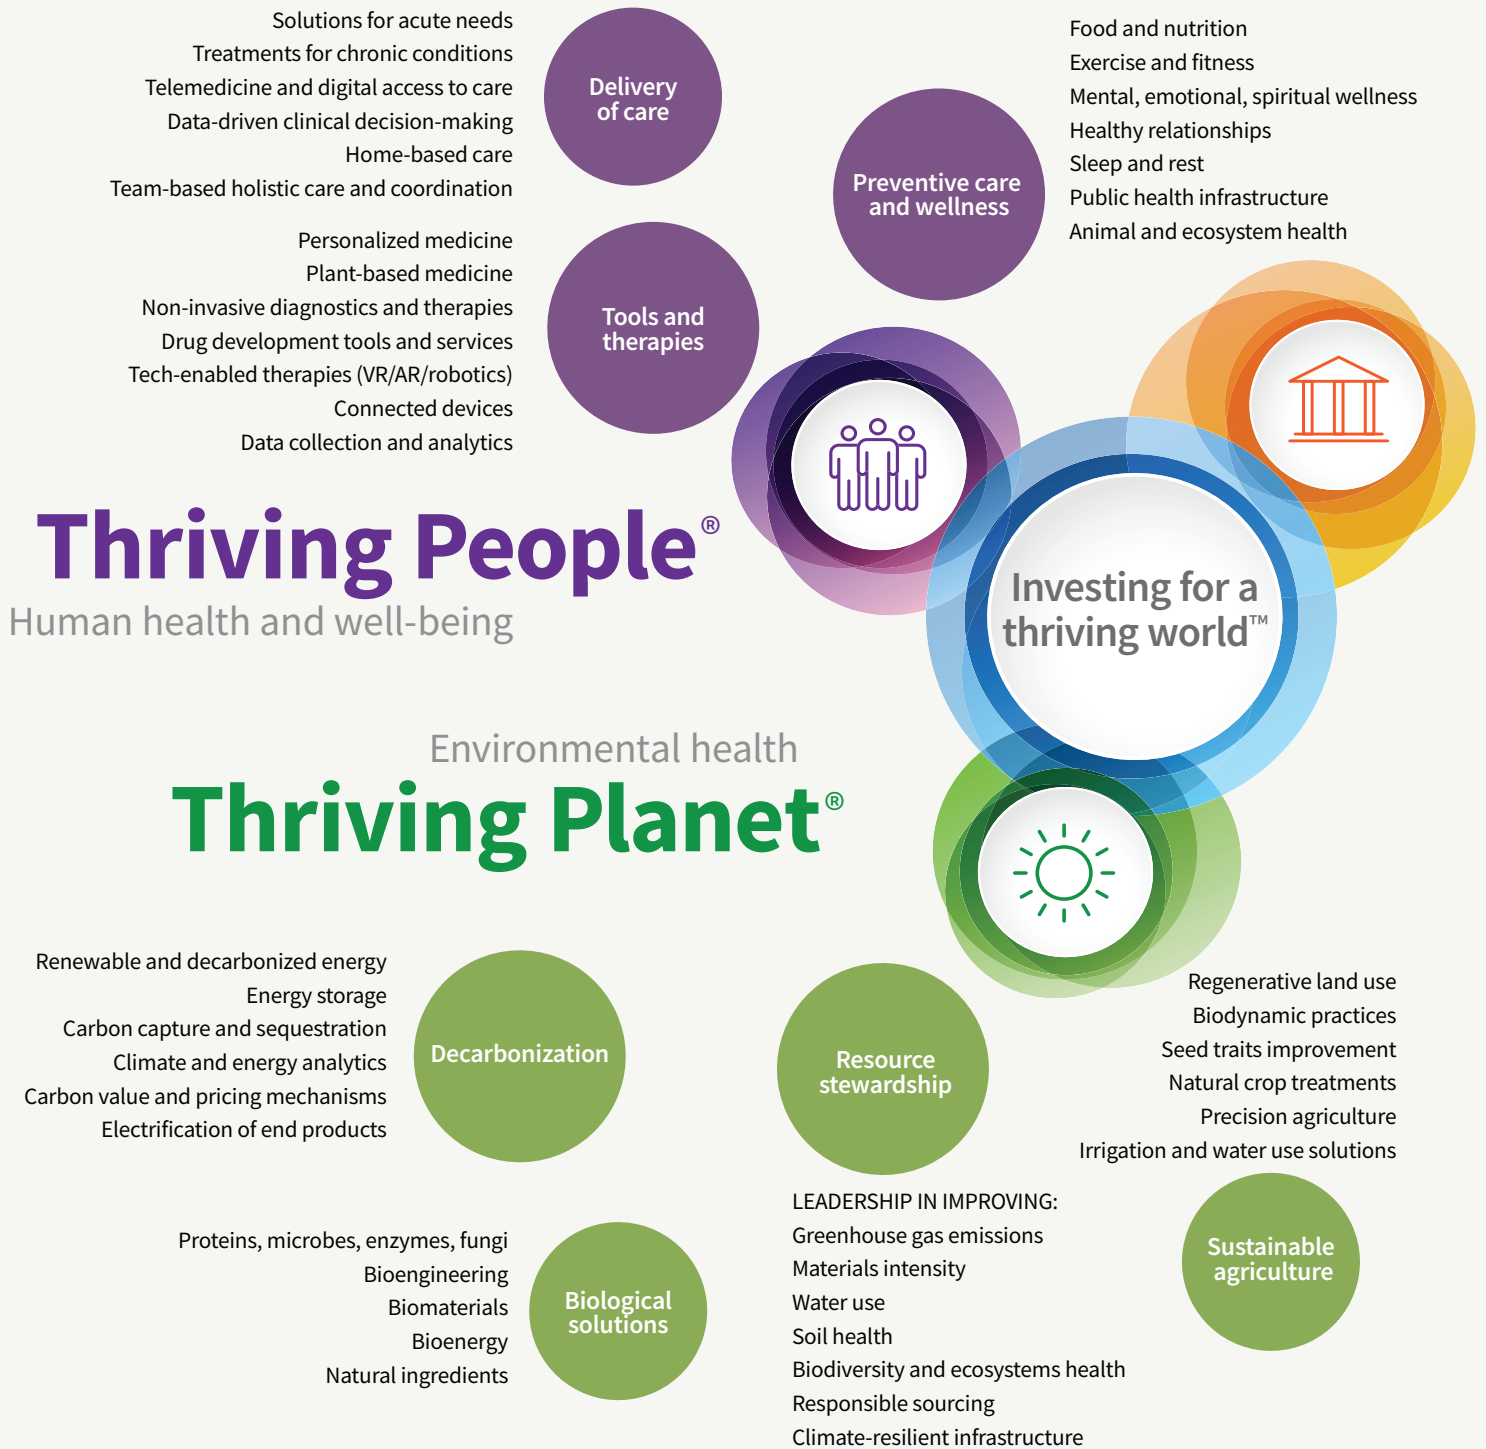 Solutions for acute needs
Treatments for chronic conditions
Telemedicine and digital access to care
Data-driven clinical decision-making
Home-based care
Team-based holistic care and coordination
Delivery
of care
Personalized medicine
Plant-based medicine
Non-invasive diagnostics and therapies
Drug development tools and services
Tech-enabled therapies (VR/AR/robotics)
Connected devices
Data collection and analytics
Tools and
therapies
Preventive care
and wellness
Food and nutrition
Exercise and fitness
Mental, emotional, spiritual wellness
Healthy relationships
Sleep and rest
Public health infrastructure
Animal and ecosystem health
Thriving People®
Human health and well-being
Investing for a
thriving world™
Environmental health
Thriving Planet®
Renewable and decarbonized energy
Energy storage
Carbon capture and sequestration
Climate and energy analytics
Carbon value and pricing mechanisms
Electrification of end products
Decarbonization
Resource
stewardship
LEADERSHIP IN IMPROVING:
Greenhouse gas emissions
Materials intensity
Water use
Soil health
Biodiversity and ecosystems health
Responsible sourcing
Climate-resilient infrastructure
Regenerative land use
Biodynamic practices
Seed traits improvement
Natural crop treatments
Precision agriculture
Irrigation and water use solutions
Sustainable
agriculture
Proteins, microbes, enzymes, fungi
Bioengineering
Biomaterials
Bioenergy
Natural ingredients
Biological
solutions